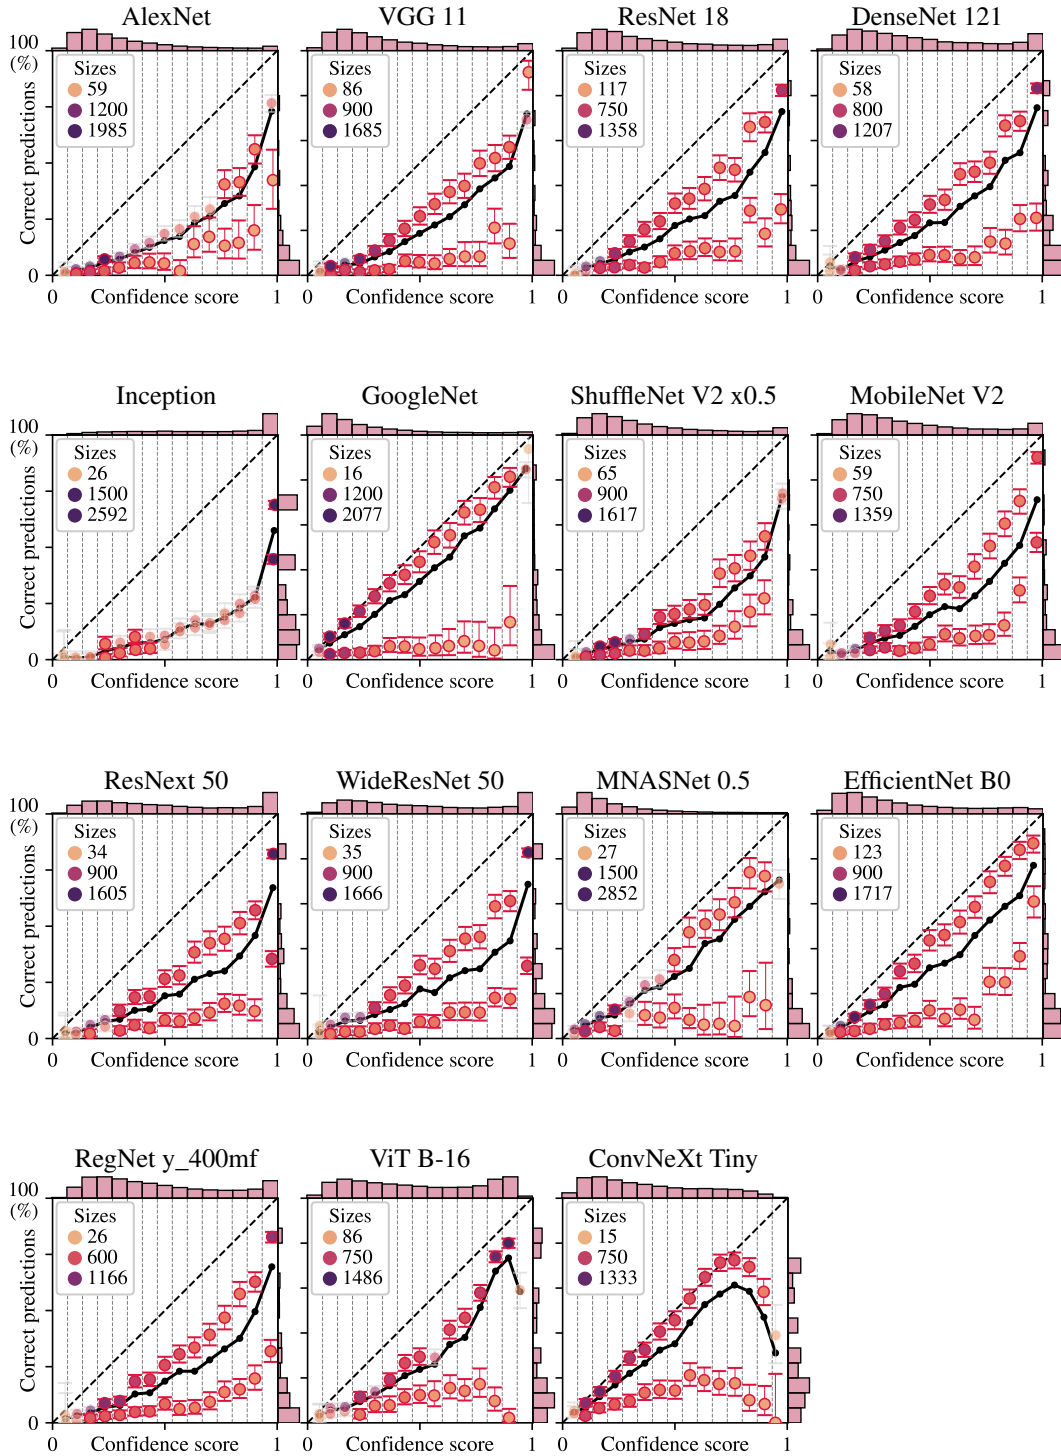 AlexNet
VGG 11
ResNet 18
DenseNet 121
100
(%)
Correct predictions
Sizes
59
1200
1985
Sizes
86
900
1685
Sizes
117
750
1358
Sizes
58
800
1207
0
0 Confidence score 1
0 Confidence score 1
0 Confidence score 1
0 Confidence score 1
Inception
GoogleNet
ShuffleNet V2 x0.5
MobileNet V2
100
(%)
Correct predictions
Sizes
26
1500
2592
Sizes
16
1200
2077
Sizes
65
900
1617
Sizes
59
750
1359
0
0 Confidence score 1
0 Confidence score 1
0 Confidence score 1
0 Confidence score 1
ResNext 50
WideResNet 50
MNASNet 0.5
EfficientNet B0
100
(%)
Correct predictions
Sizes
34
900
1605
Sizes
35
900
1666
Sizes
27
1500
2852
Sizes
123
900
1717
0
0 Confidence score 1
0 Confidence score 1
0 Confidence score 1
0 Confidence score 1
RegNet y_400mf
ViT B-16
ConvNeXt Tiny
100
(%)
Correct predictions
Sizes
26
600
1166
Sizes
86
750
1486
Sizes
15
750
1333
0
0 Confidence score 1
0 Confidence score 1
0 Confidence score 1